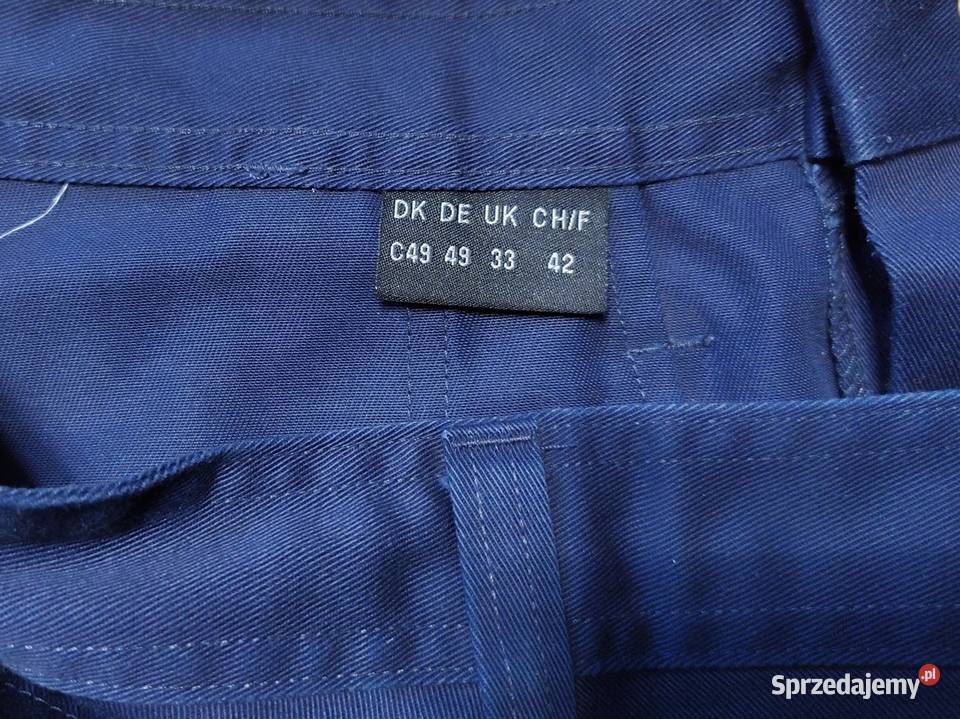 DK DE UK CH/F
C49 49 33 42
Sprzedajemy.pl